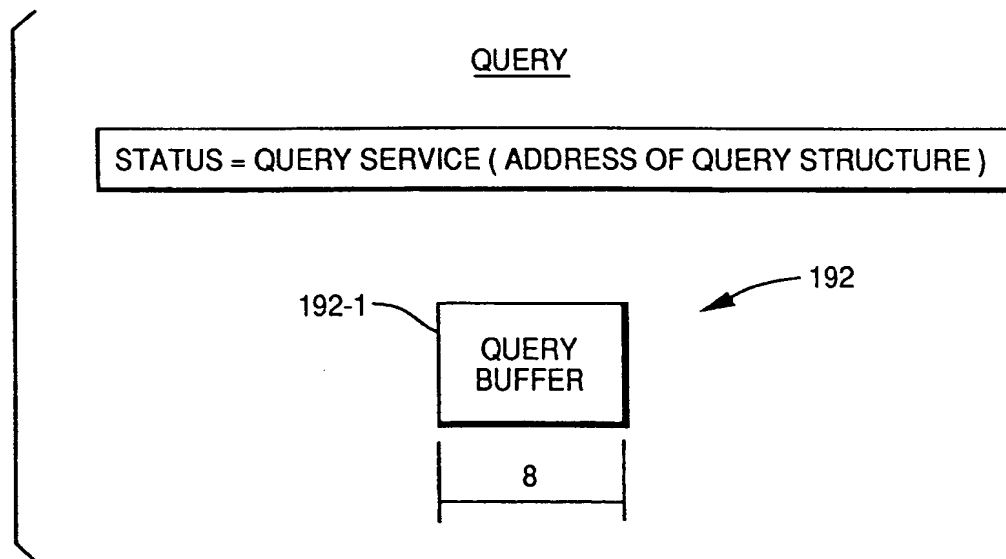 QUERY
STATUS = QUERY SERVICE ( ADDRESS OF QUERY STRUCTURE )
192
192-1
QUERY
BUFFER
8